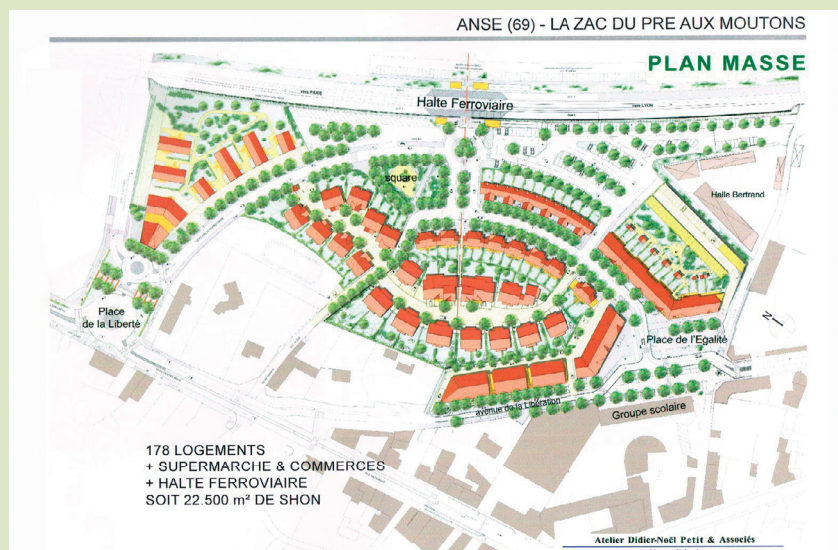 ANSE (69) - LA ZAC DU PRE AUX MOUTONS
PLAN MASSE
Halte Ferroviaire
square
Halle Bertrand
Place
de la Liberté
Place de l'Egalité
avenue de la Libération
Groupe scolaire
N
178 LOGEMENTS
+ SUPERMARCHE & COMMERCES
+ HALTE FERROVIAIRE
SOIT 22.500 m² DE SHON
Atelier Didier-Noël Petit & Associés